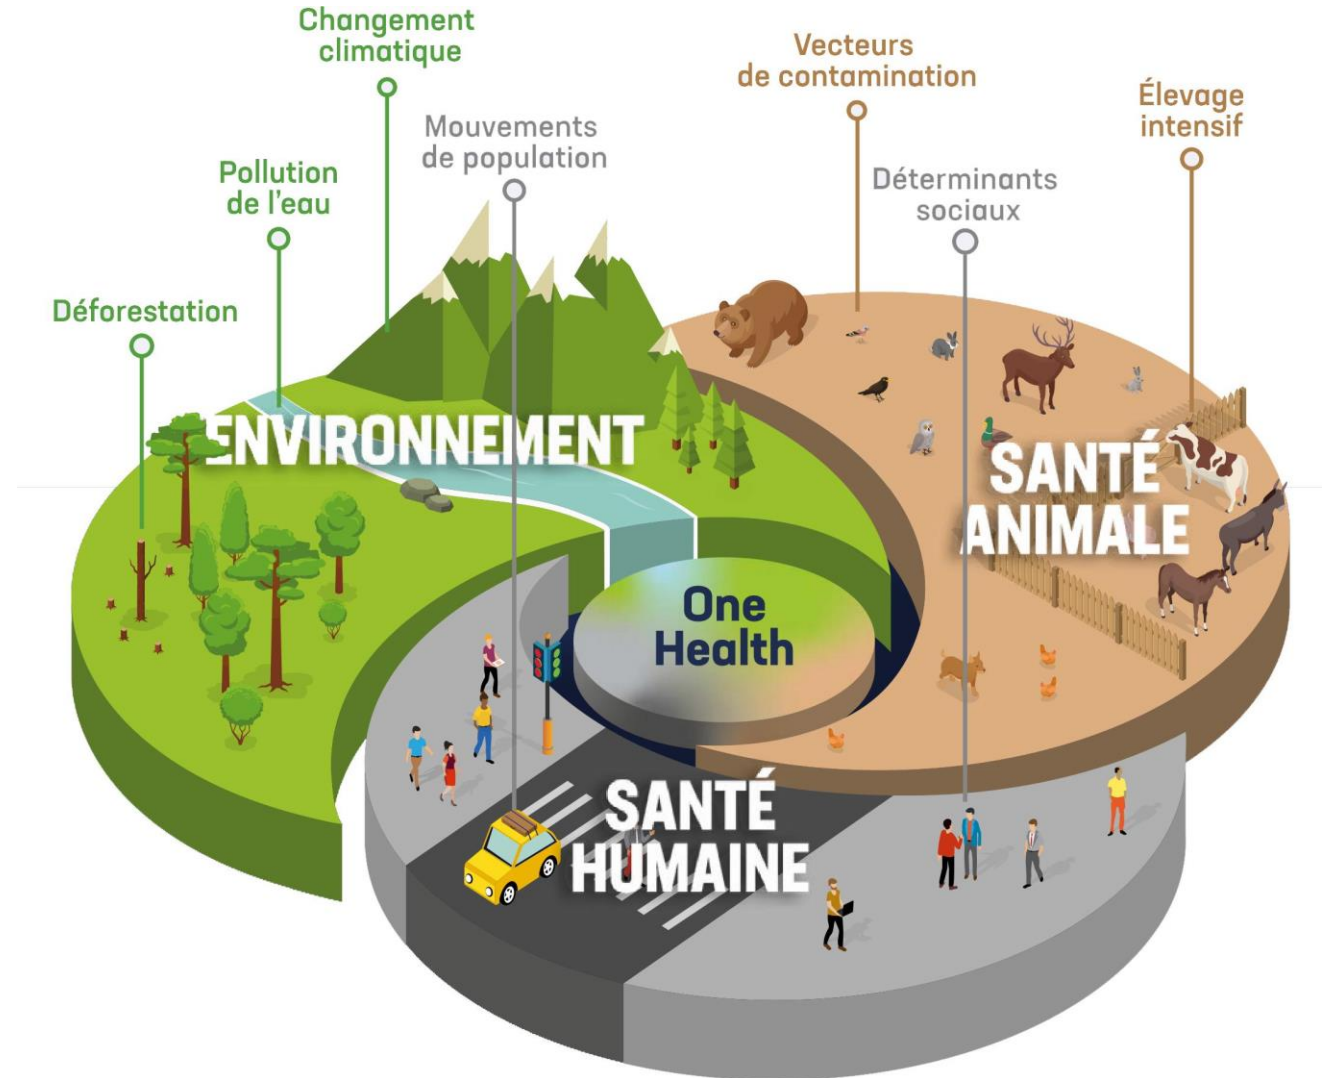 Changement
climatique
Vecteurs
de contamination
Élevage
intensif
Mouvements
de population
Pollution
de l'eau
Déterminants
sociaux
Déforestation
ENVIRONNEMENT
SANTÉ
ANIMALE
One
Health
SANTÉ
HUMAINE